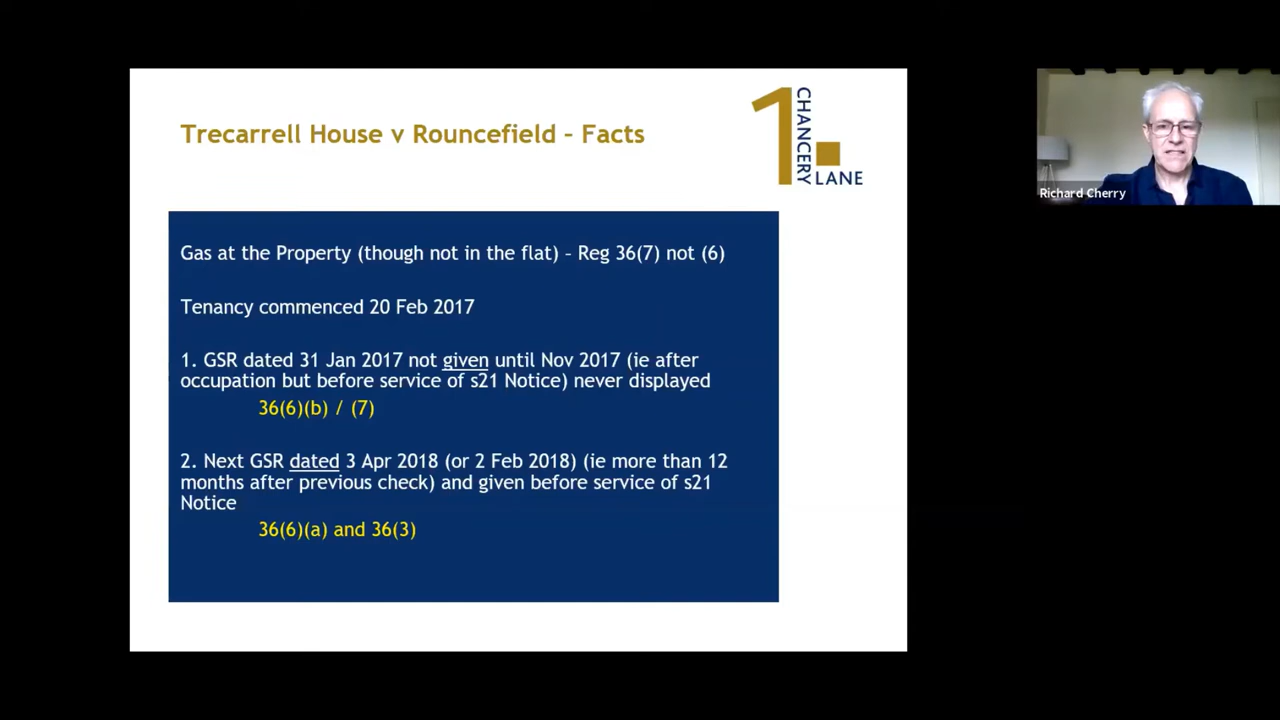 Trecarrell House v Rouncefield – Facts
1 CHANCERY LANE
Richard Cherry
Gas at the Property (though not in the flat) – Reg 36(7) not (6)
Tenancy commenced 20 Feb 2017
1. GSR dated 31 Jan 2017 not given until Nov 2017 (ie after
occupation but before service of s21 Notice) never displayed
36(6)(b) / (7)
2. Next GSR dated 3 Apr 2018 (or 2 Feb 2018) (ie more than 12
months after previous check) and given before service of s21
Notice
36(6)(a) and 36(3)